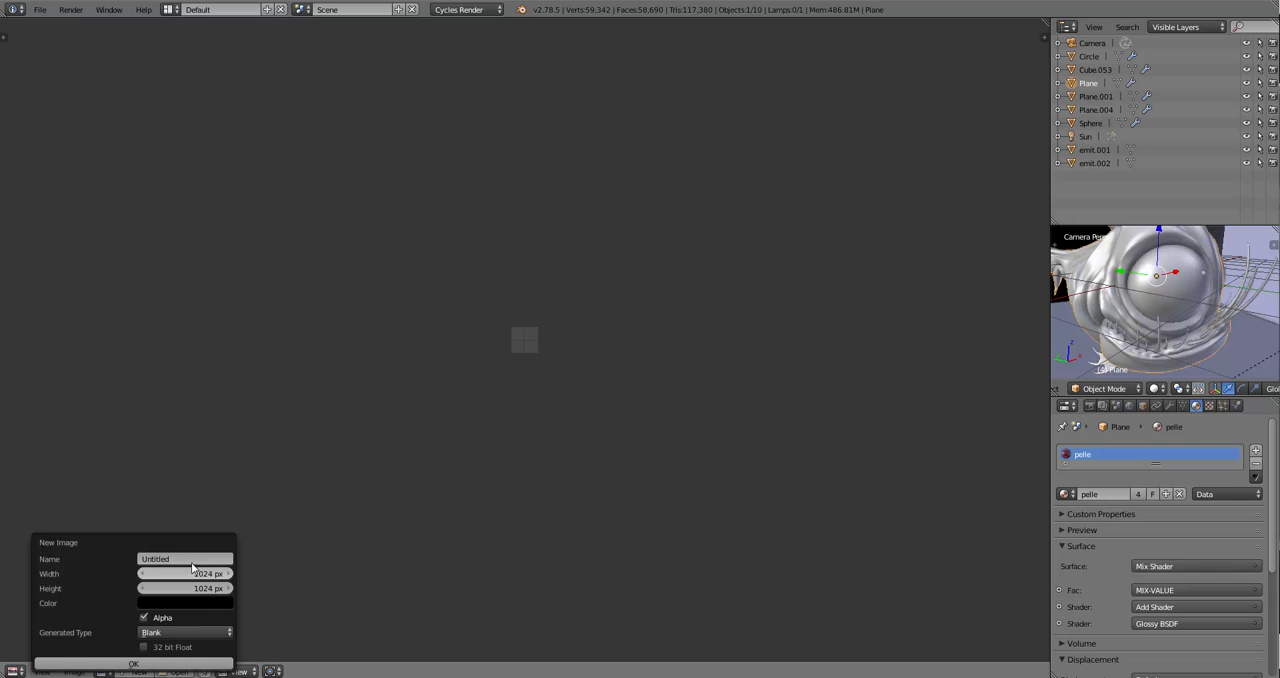 File Render Window Help Default Scene Cycles Render v2.78.5 | Verts:59,342 | Faces:58,690 | Tris:117,380 | Objects:1/10 | Lamps:0/1 | Mem:486.81M | Plane
View Search Visible Layers
Camera
Circle
Cube.053
Plane
Plane.001
Plane.004
Sphere
Sun
emit.001
emit.002
Camera Pers
(4) Plane
Object Mode Glo
Plane pelle
pelle
pelle 4 F Data
Custom Properties
Preview
Surface
Surface: Mix Shader
Fac: MIX-VALUE
Shader: Add Shader
Shader: Glossy BSDF
Volume
Displacement
New Image
Name Untitled
Width 1024 px
Height 1024 px
Color
Alpha
Generated Type Blank
32 bit Float
OK
View